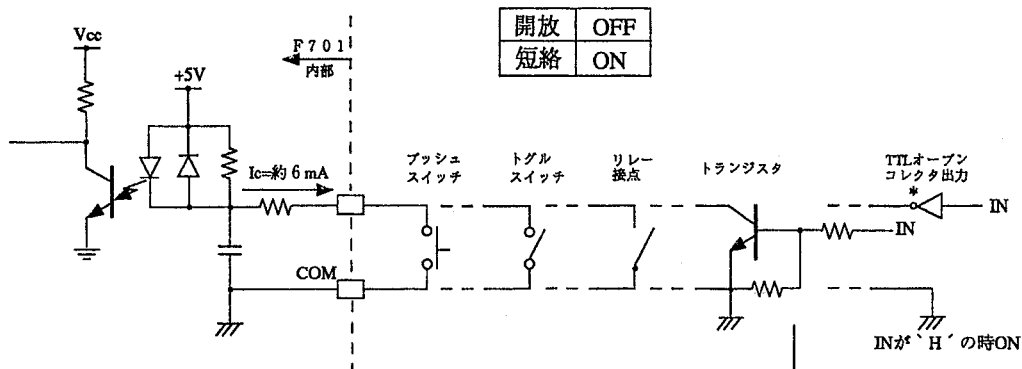 開放 OFF
短絡 ON
Vcc
+5V
F701
内部
Ic=約 6 mA
COM
プッシュ
スイッチ
トグル
スイッチ
リレー
接点
トランジスタ
TTLオープン
コレクタ出力
*
IN
IN
INが`H´の時ON